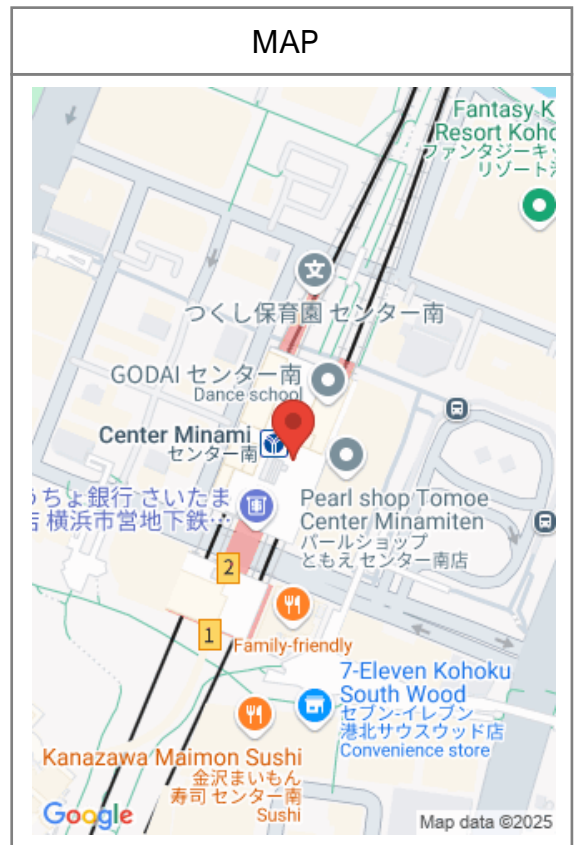 MAP
Fantasy K
Resort Koho
ファンタジーキッ
リゾート港
つくし保育園 センター南
GODAI センター南
Dance school
Center Minami
センター南
うちょ銀行 さいたま
店 横浜市営地下鉄…
Pearl shop Tomoe
Center Minamiten
パールショップ
ともえ センター南店
2
1
Family-friendly
7-Eleven Kohoku
South Wood
セブン-イレブン
港北サウスウッド店
Convenience store
Kanazawa Maimon Sushi
金沢まいもん
寿司 センター南
Sushi
Google
Map data ©2025